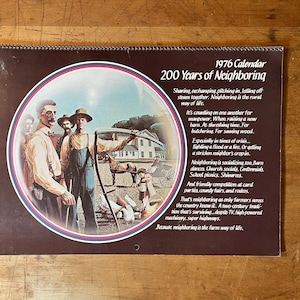 1976 Calendar
200 Years of Neighboring
Sharing, exchanging, pitching in, letting off
steam together. Neighboring is the rural
way of life.
It's counting on one another for
manpower. When raising a new
barn. At threshing time. For
butchering. For sawing wood.
Especially in times of crisis...
fighting a flood or a fire. Or getting
a stricken neighbor's crops in.
Neighboring is socializing, too. Barn
dances. Church socials. Centennials.
School picnics. Shivarees.
And friendly competition at card
parties, county fairs, and rodeos.
That's neighboring as only farmers across
the country know it. A two-century tradi-
tion that's surviving... despite TV, high powered
machinery, super highways.
Because neighboring is the farm way of life.